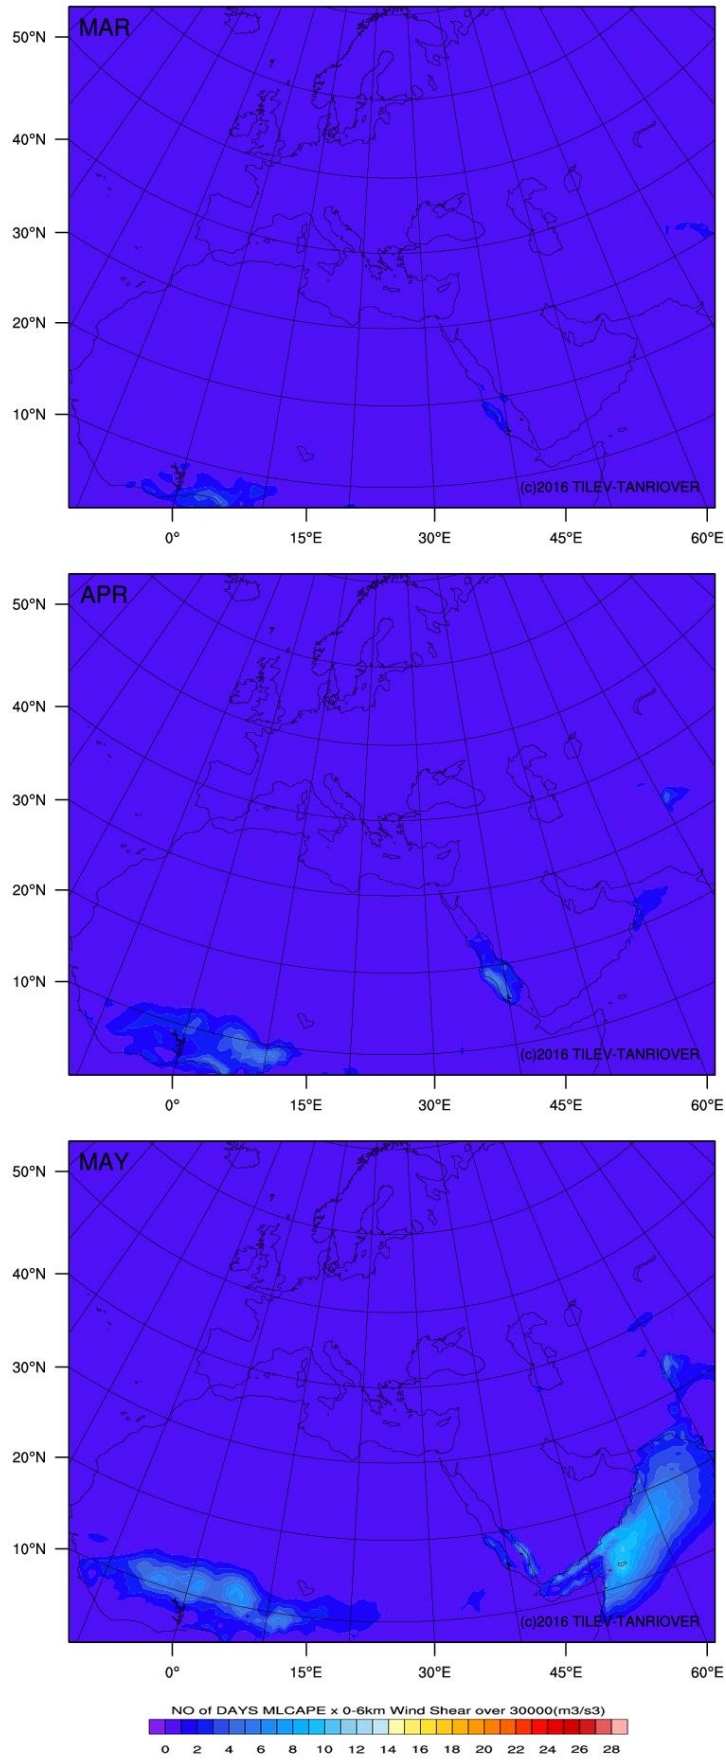 MAR
50°N
40°N
30°N
20°N
10°N
(c)2016 TILEV-TANRIOVER
0° 15°E 30°E 45°E 60°E
APR
50°N
40°N
30°N
20°N
10°N
(c)2016 TILEV-TANRIOVER
0° 15°E 30°E 45°E 60°E
MAY
50°N
40°N
30°N
20°N
10°N
(c)2016 TILEV-TANRIOVER
0° 15°E 30°E 45°E 60°E
NO of DAYS MLCAPE x 0-6km Wind Shear over 30000(m3/s3)
0 2 4 6 8 10 12 14 16 18 20 22 24 26 28